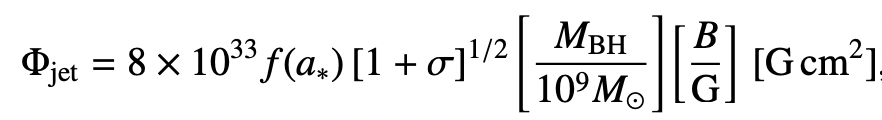 Φ_jet = 8 × 10^33 f(a_*) [1 + σ]^{1/2} [M_BH / 10^9 M_⊙] [B / G] [G cm^2],